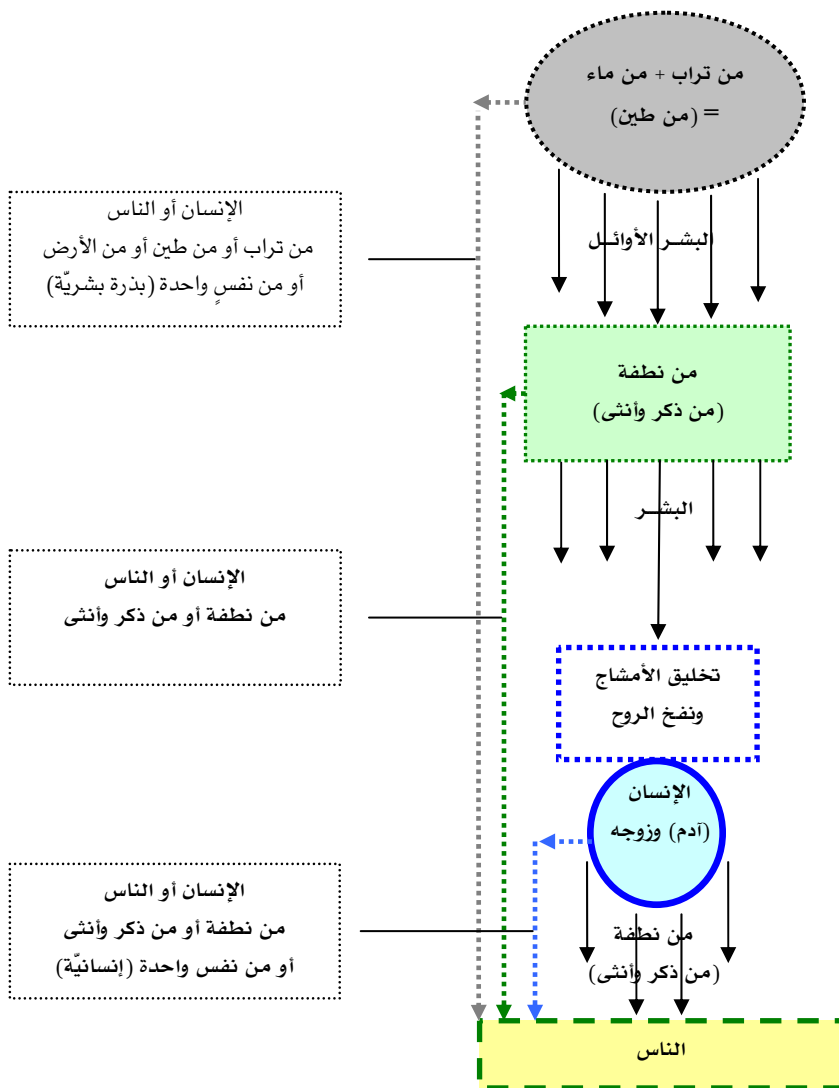 من تراب + من ماء
= (من طين)
البشــر الأوائــل
الإنسان أو الناس
من تراب أو من طين أو من الأرض
أو من نفسٍ واحدة (بذرة بشريّة)
من نطفة
(من ذكر وأنثى)
البشــر
الإنسان أو الناس
من نطفة أو من ذكر وأنثى
تخليق الأمشاج
ونفخ الروح
الإنسان
(آدم) وزوجه
الإنسان أو الناس
من نطفة أو من ذكر وأنثى
أو من نفس واحدة (إنسانيّة)
من نطفة
(من ذكر وأنثى)
الناس